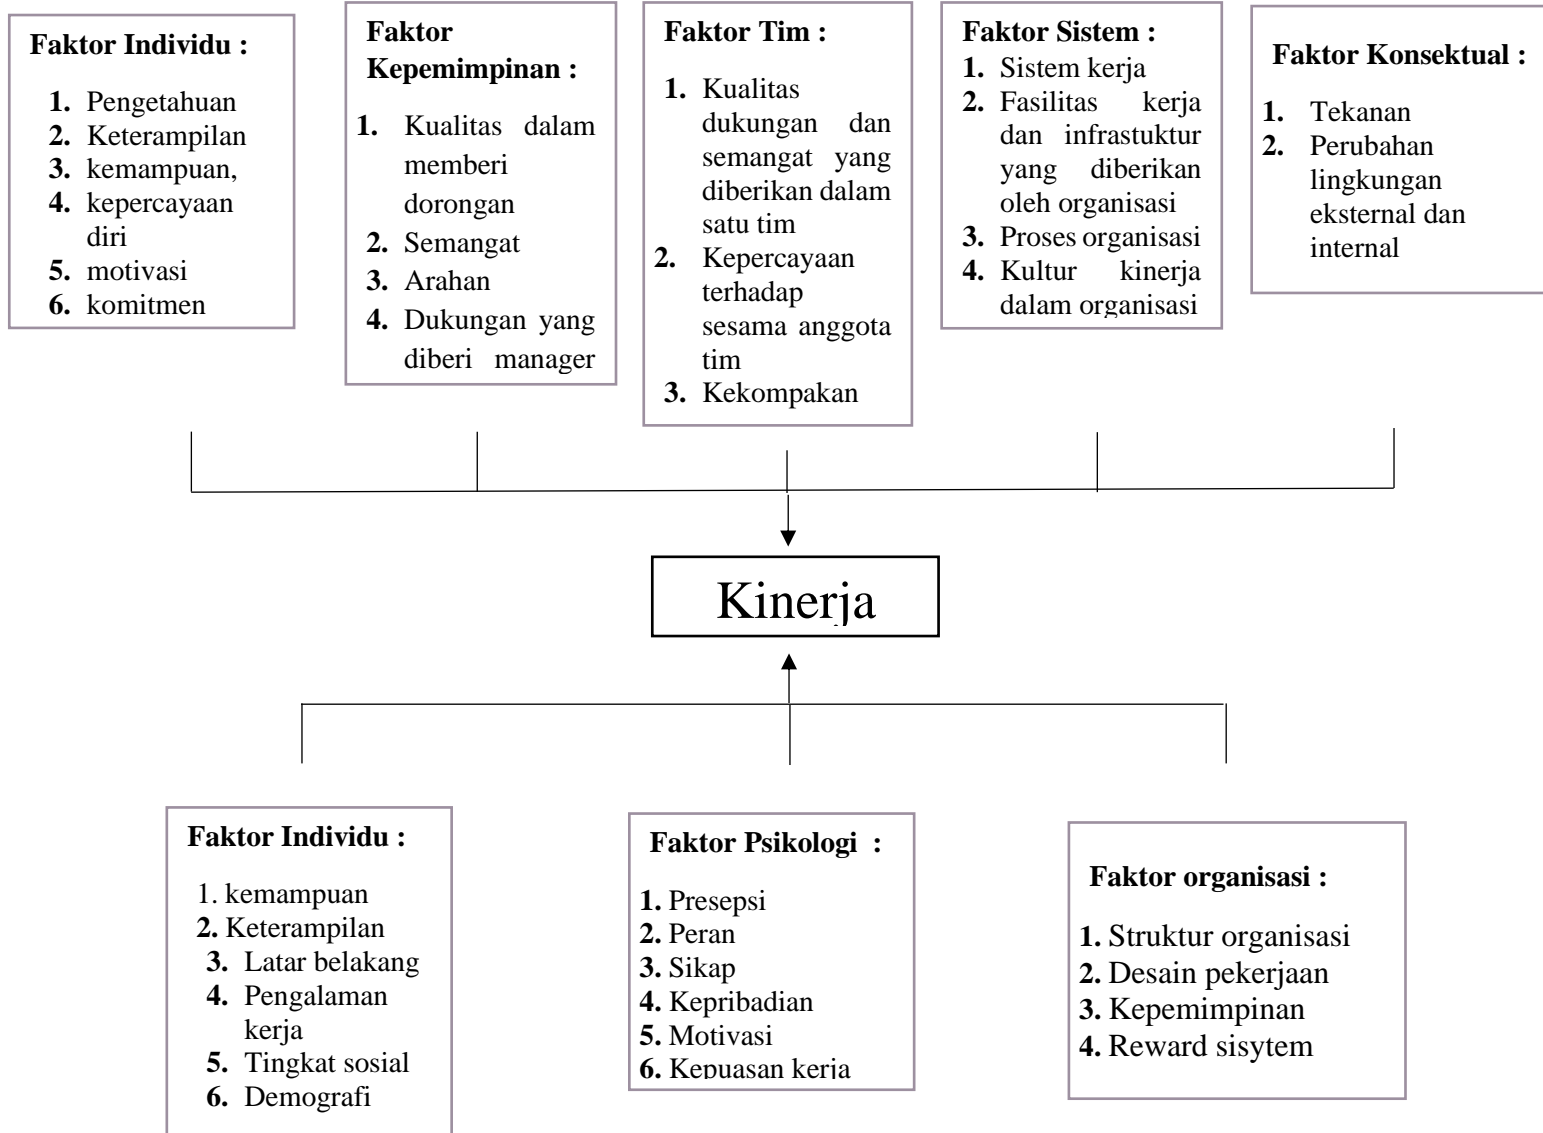 Faktor Individu :
1. Pengetahuan
2. Keterampilan
3. kemampuan,
4. kepercayaan
diri
5. motivasi
6. komitmen
Faktor
Kepemimpinan :
1. Kualitas dalam
memberi
dorongan
2. Semangat
3. Arahan
4. Dukungan yang
diberi manager
Faktor Tim :
1. Kualitas
dukungan dan
semangat yang
diberikan dalam
satu tim
2. Kepercayaan
terhadap
sesama anggota
tim
3. Kekompakan
Faktor Sistem :
1. Sistem kerja
2. Fasilitas kerja
dan infrastuktur
yang diberikan
oleh organisasi
3. Proses organisasi
4. Kultur kinerja
dalam organisasi
Faktor Konsektual :
1. Tekanan
2. Perubahan
lingkungan
eksternal dan
internal
Kinerja
Faktor Individu :
1. kemampuan
2. Keterampilan
3. Latar belakang
4. Pengalaman
kerja
5. Tingkat sosial
6. Demografi
Faktor Psikologi :
1. Presepsi
2. Peran
3. Sikap
4. Kepribadian
5. Motivasi
6. Kepuasan kerja
Faktor organisasi :
1. Struktur organisasi
2. Desain pekerjaan
3. Kepemimpinan
4. Reward sisytem